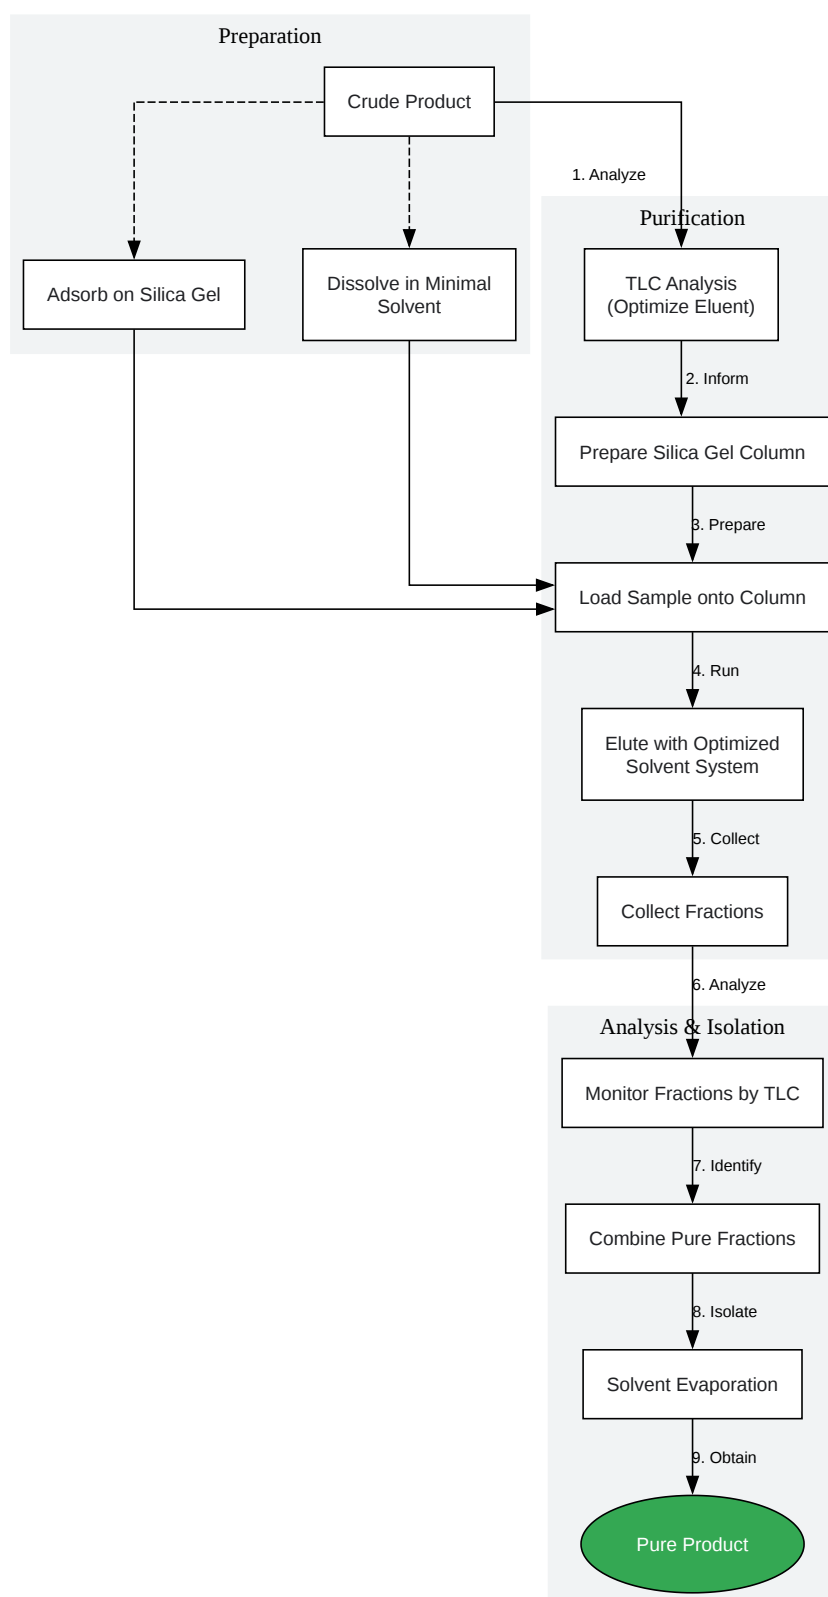 Preparation
Crude Product
1. Analyze
Purification
Adsorb on Silica Gel
Dissolve in Minimal
Solvent
TLC Analysis
(Optimize Eluent)
2. Inform
Prepare Silica Gel Column
3. Prepare
Load Sample onto Column
4. Run
Elute with Optimized
Solvent System
5. Collect
Collect Fractions
6. Analyze
Analysis & Isolation
Monitor Fractions by TLC
7. Identify
Combine Pure Fractions
8. Isolate
Solvent Evaporation
9. Obtain
Pure Product